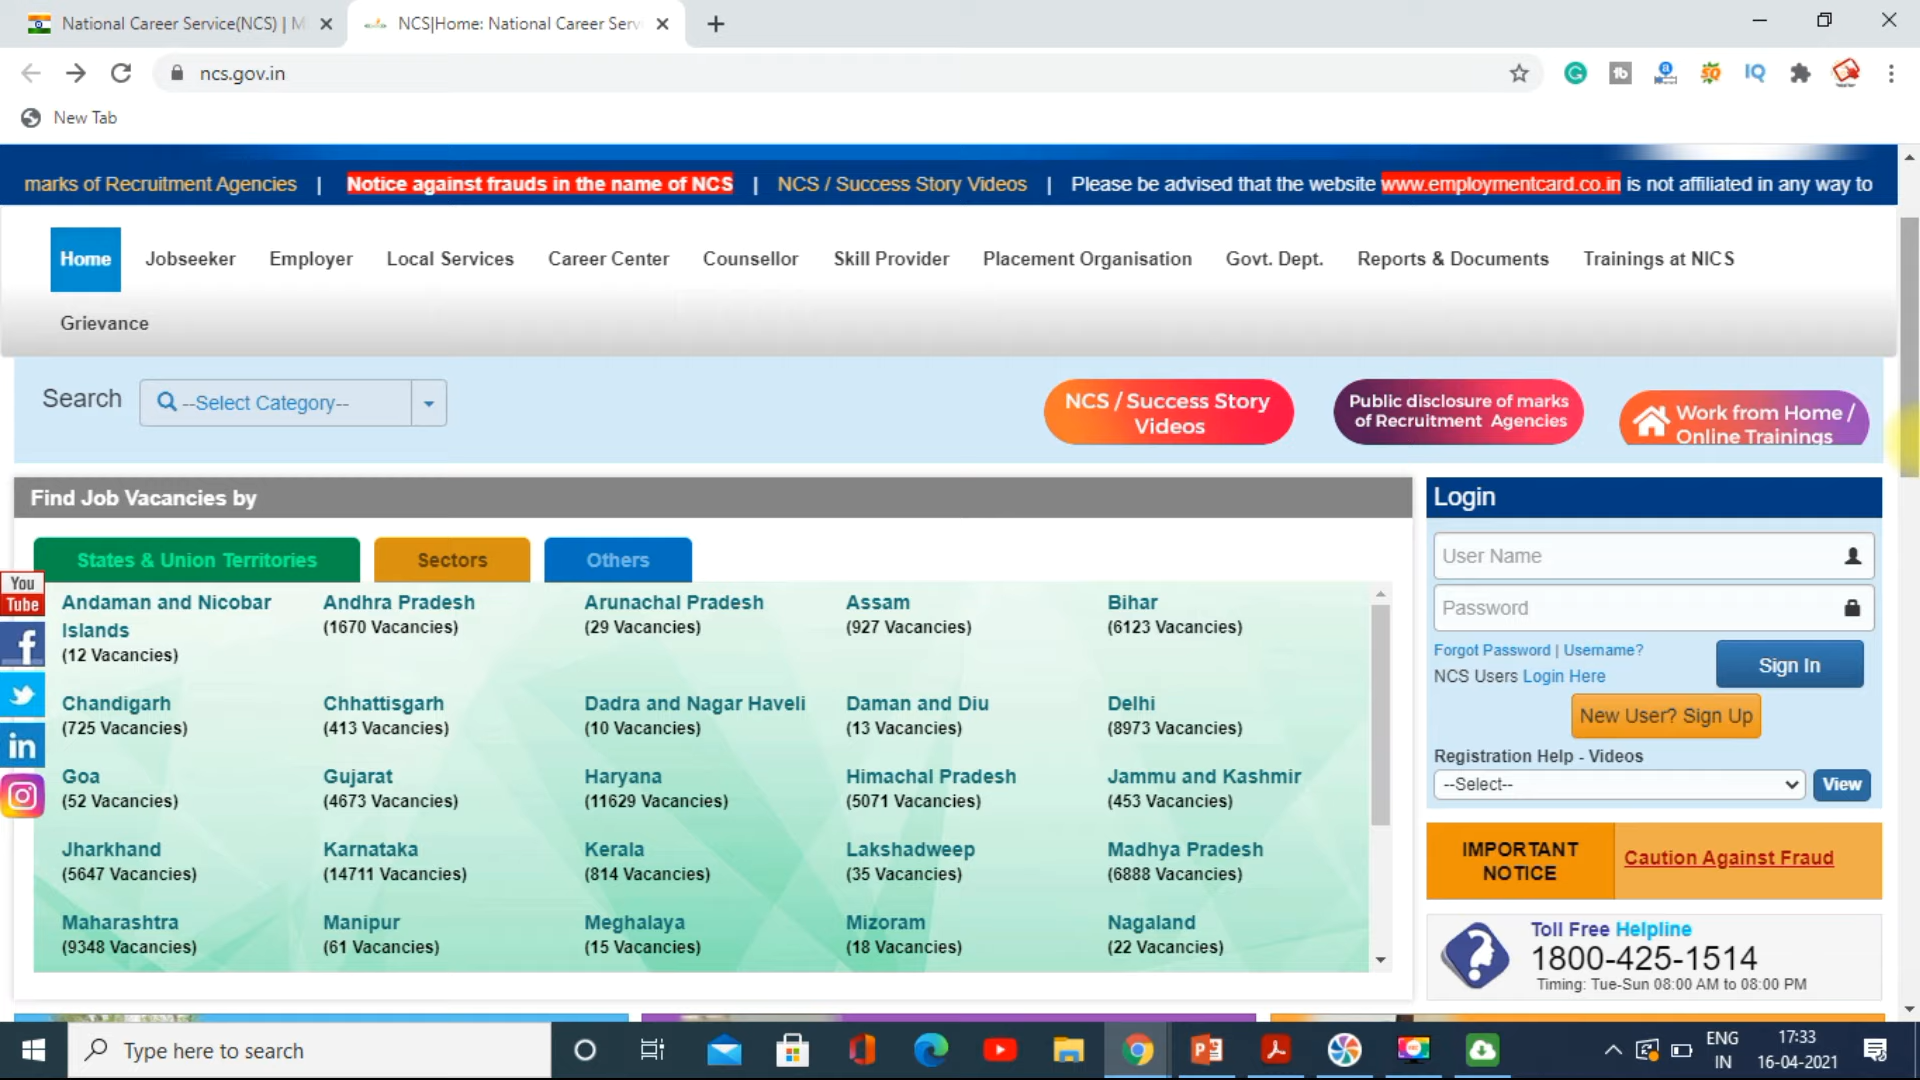 National Career Service(NCS) | M
NCS|Home: National Career Serv
ncs.gov.in
New Tab
marks of Recruitment Agencies | Notice against frauds in the name of NCS | NCS / Success Story Videos | Please be advised that the website www.employmentcard.co.in is not affiliated in any way to
Home Jobseeker Employer Local Services Career Center Counsellor Skill Provider Placement Organisation Govt. Dept. Reports & Documents Trainings at NICS
Grievance
Search --Select Category--
NCS / Success Story
Videos
Public disclosure of marks
of Recruitment Agencies
Work from Home /
Online Trainings
Find Job Vacancies by
States & Union Territories Sectors Others
Andaman and Nicobar
Islands
(12 Vacancies)
Andhra Pradesh
(1670 Vacancies)
Arunachal Pradesh
(29 Vacancies)
Assam
(927 Vacancies)
Bihar
(6123 Vacancies)
Chandigarh
(725 Vacancies)
Chhattisgarh
(413 Vacancies)
Dadra and Nagar Haveli
(10 Vacancies)
Daman and Diu
(13 Vacancies)
Delhi
(8973 Vacancies)
Goa
(52 Vacancies)
Gujarat
(4673 Vacancies)
Haryana
(11629 Vacancies)
Himachal Pradesh
(5071 Vacancies)
Jammu and Kashmir
(453 Vacancies)
Jharkhand
(5647 Vacancies)
Karnataka
(14711 Vacancies)
Kerala
(814 Vacancies)
Lakshadweep
(35 Vacancies)
Madhya Pradesh
(6888 Vacancies)
Maharashtra
(9348 Vacancies)
Manipur
(61 Vacancies)
Meghalaya
(15 Vacancies)
Mizoram
(18 Vacancies)
Nagaland
(22 Vacancies)
You
Tube
f
in
Login
User Name
Password
Forgot Password | Username?
NCS Users Login Here
Sign In
New User? Sign Up
Registration Help - Videos
--Select--
View
IMPORTANT
NOTICE
Caution Against Fraud
Toll Free Helpline
1800-425-1514
Timing: Tue-Sun 08:00 AM to 08:00 PM
Type here to search
ENG
IN
17:33
16-04-2021